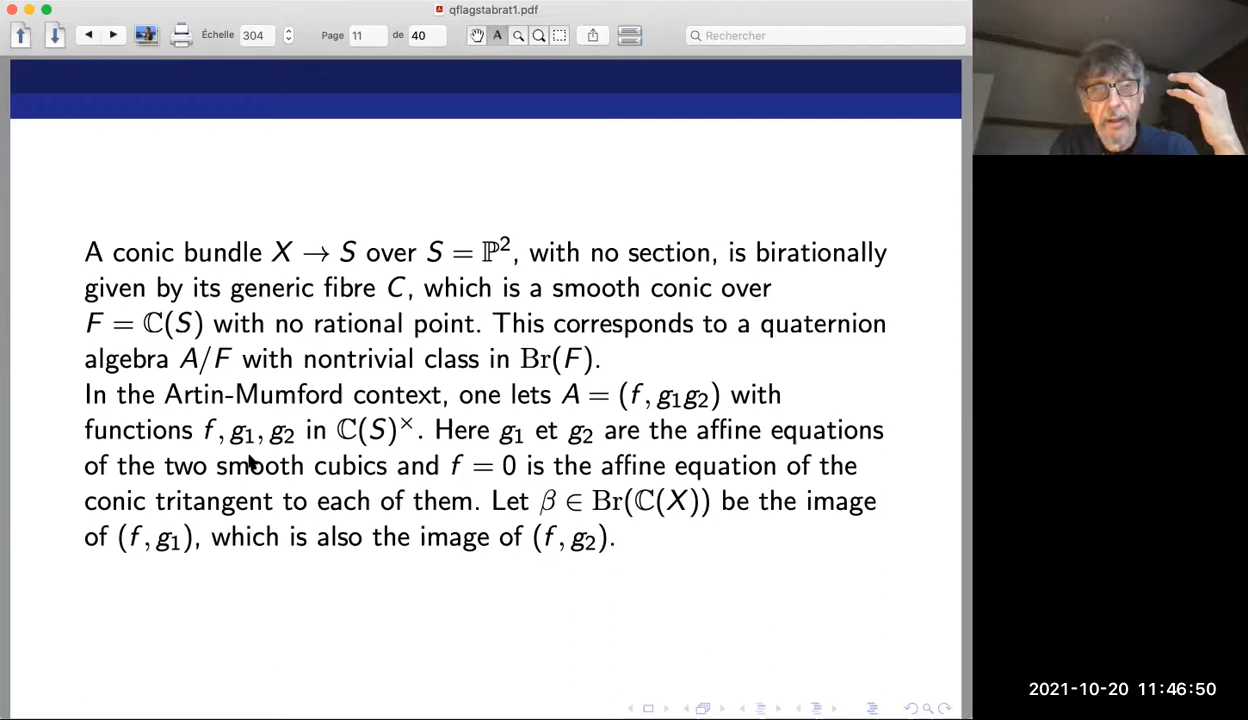 qflagstabrat1.pdf
Échelle 304 Page 11 de 40 A Rechercher
A conic bundle X → S over S = ℙ², with no section, is birationally
given by its generic fibre C, which is a smooth conic over
F = ℂ(S) with no rational point. This corresponds to a quaternion
algebra A/F with nontrivial class in Br(F).
In the Artin-Mumford context, one lets A = (f, g₁g₂) with
functions f, g₁, g₂ in ℂ(S)×. Here g₁ et g₂ are the affine equations
of the two smooth cubics and f = 0 is the affine equation of the
conic tritangent to each of them. Let β ∈ Br(ℂ(X)) be the image
of (f, g₁), which is also the image of (f, g₂).
2021-10-20 11:46:50